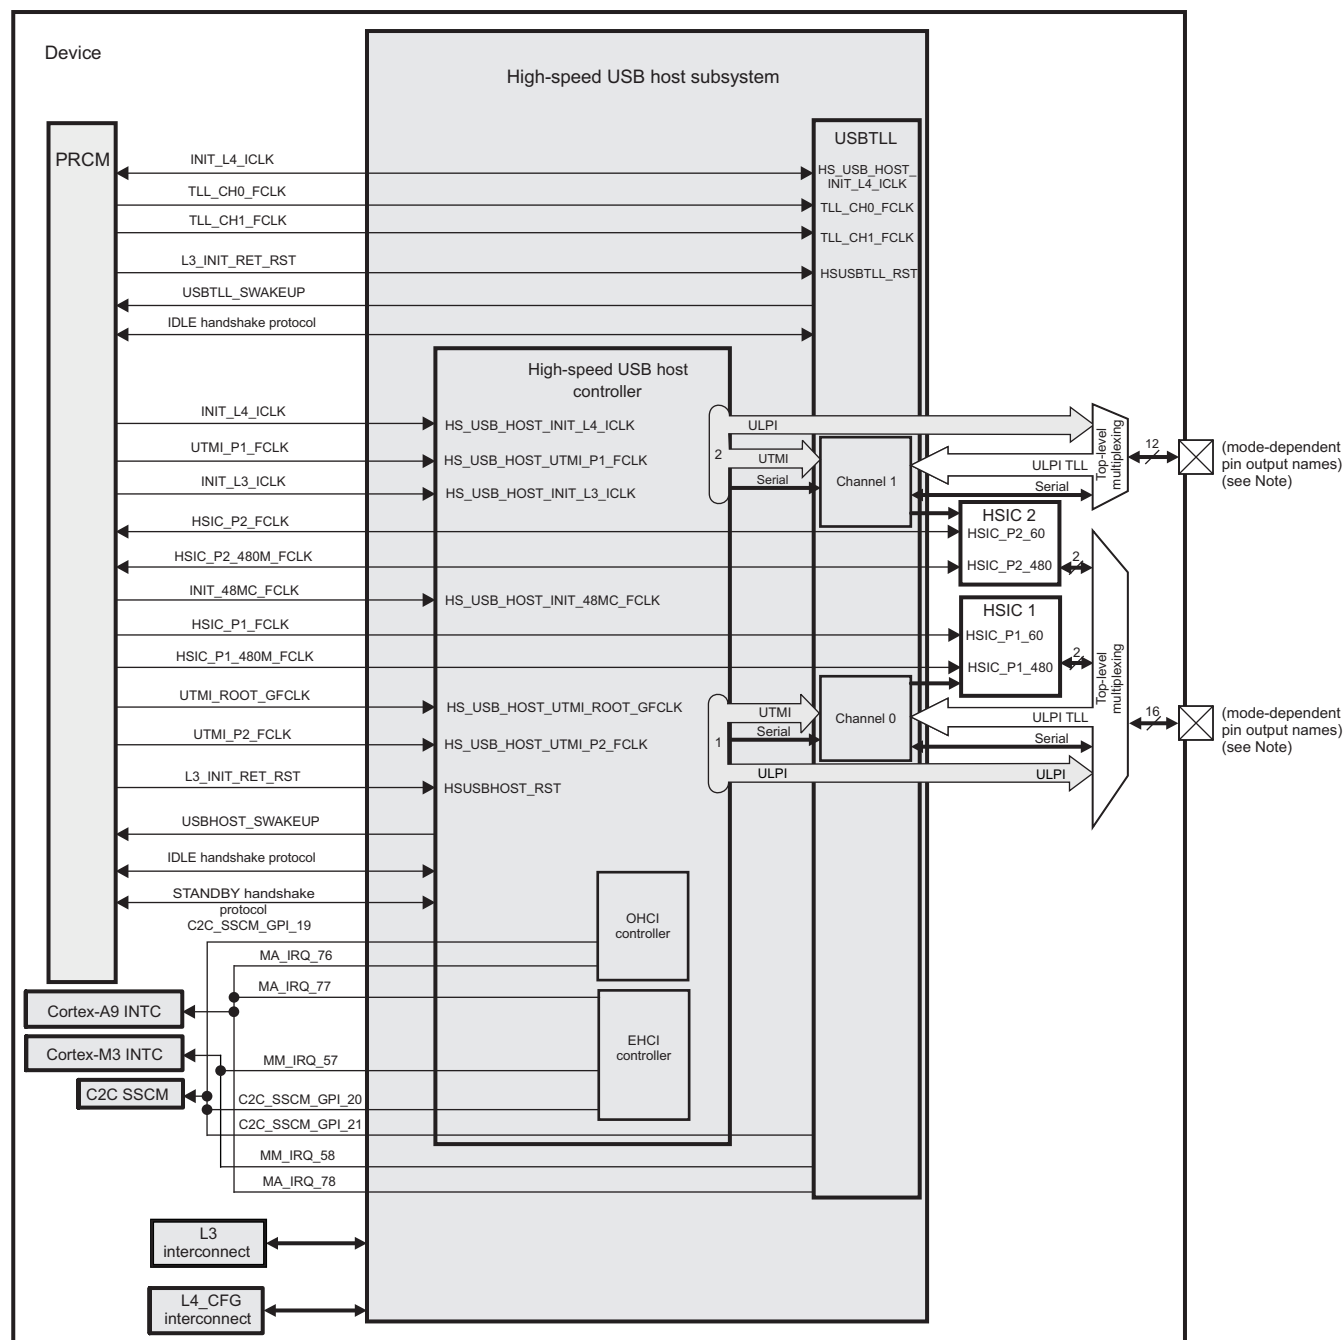 Device
High-speed USB host subsystem
PRCM
USBTLL
INIT_L4_ICLK
HS_USB_HOST_
INIT_L4_ICLK
TLL_CH0_FCLK
TLL_CH0_FCLK
TLL_CH1_FCLK
TLL_CH1_FCLK
L3_INIT_RET_RST
HSUSBTLL_RST
USBTLL_SWAKEUP
IDLE handshake protocol
High-speed USB host
controller
INIT_L4_ICLK
HS_USB_HOST_INIT_L4_ICLK
UTMI_P1_FCLK
HS_USB_HOST_UTMI_P1_FCLK
INIT_L3_ICLK
HS_USB_HOST_INIT_L3_ICLK
HSIC_P2_FCLK
HSIC_P2_480M_FCLK
INIT_48MC_FCLK
HS_USB_HOST_INIT_48MC_FCLK
HSIC_P1_FCLK
HSIC_P1_480M_FCLK
UTMI_ROOT_GFCLK
HS_USB_HOST_UTMI_ROOT_GFCLK
UTMI_P2_FCLK
HS_USB_HOST_UTMI_P2_FCLK
L3_INIT_RET_RST
HSUSBHOST_RST
USBHOST_SWAKEUP
IDLE handshake protocol
STANDBY handshake
protocol
2
ULPI
UTMI
Serial
Channel 1
ULPI TLL
Serial
Top-level
multiplexing
12
(mode-dependent
pin output names)
(see Note)
HSIC 2
HSIC_P2_60
HSIC_P2_480
2
HSIC 1
HSIC_P1_60
HSIC_P1_480
2
1
UTMI
Serial
Channel 0
ULPI TLL
Serial
ULPI
ULPI
Top-level
multiplexing
16
(mode-dependent
pin output names)
(see Note)
C2C_SSCM_GPI_19
OHCI
controller
MA_IRQ_76
MA_IRQ_77
Cortex-A9 INTC
EHCI
controller
Cortex-M3 INTC
MM_IRQ_57
C2C SSCM
C2C_SSCM_GPI_20
C2C_SSCM_GPI_21
MM_IRQ_58
MA_IRQ_78
L3
interconnect
L4_CFG
interconnect